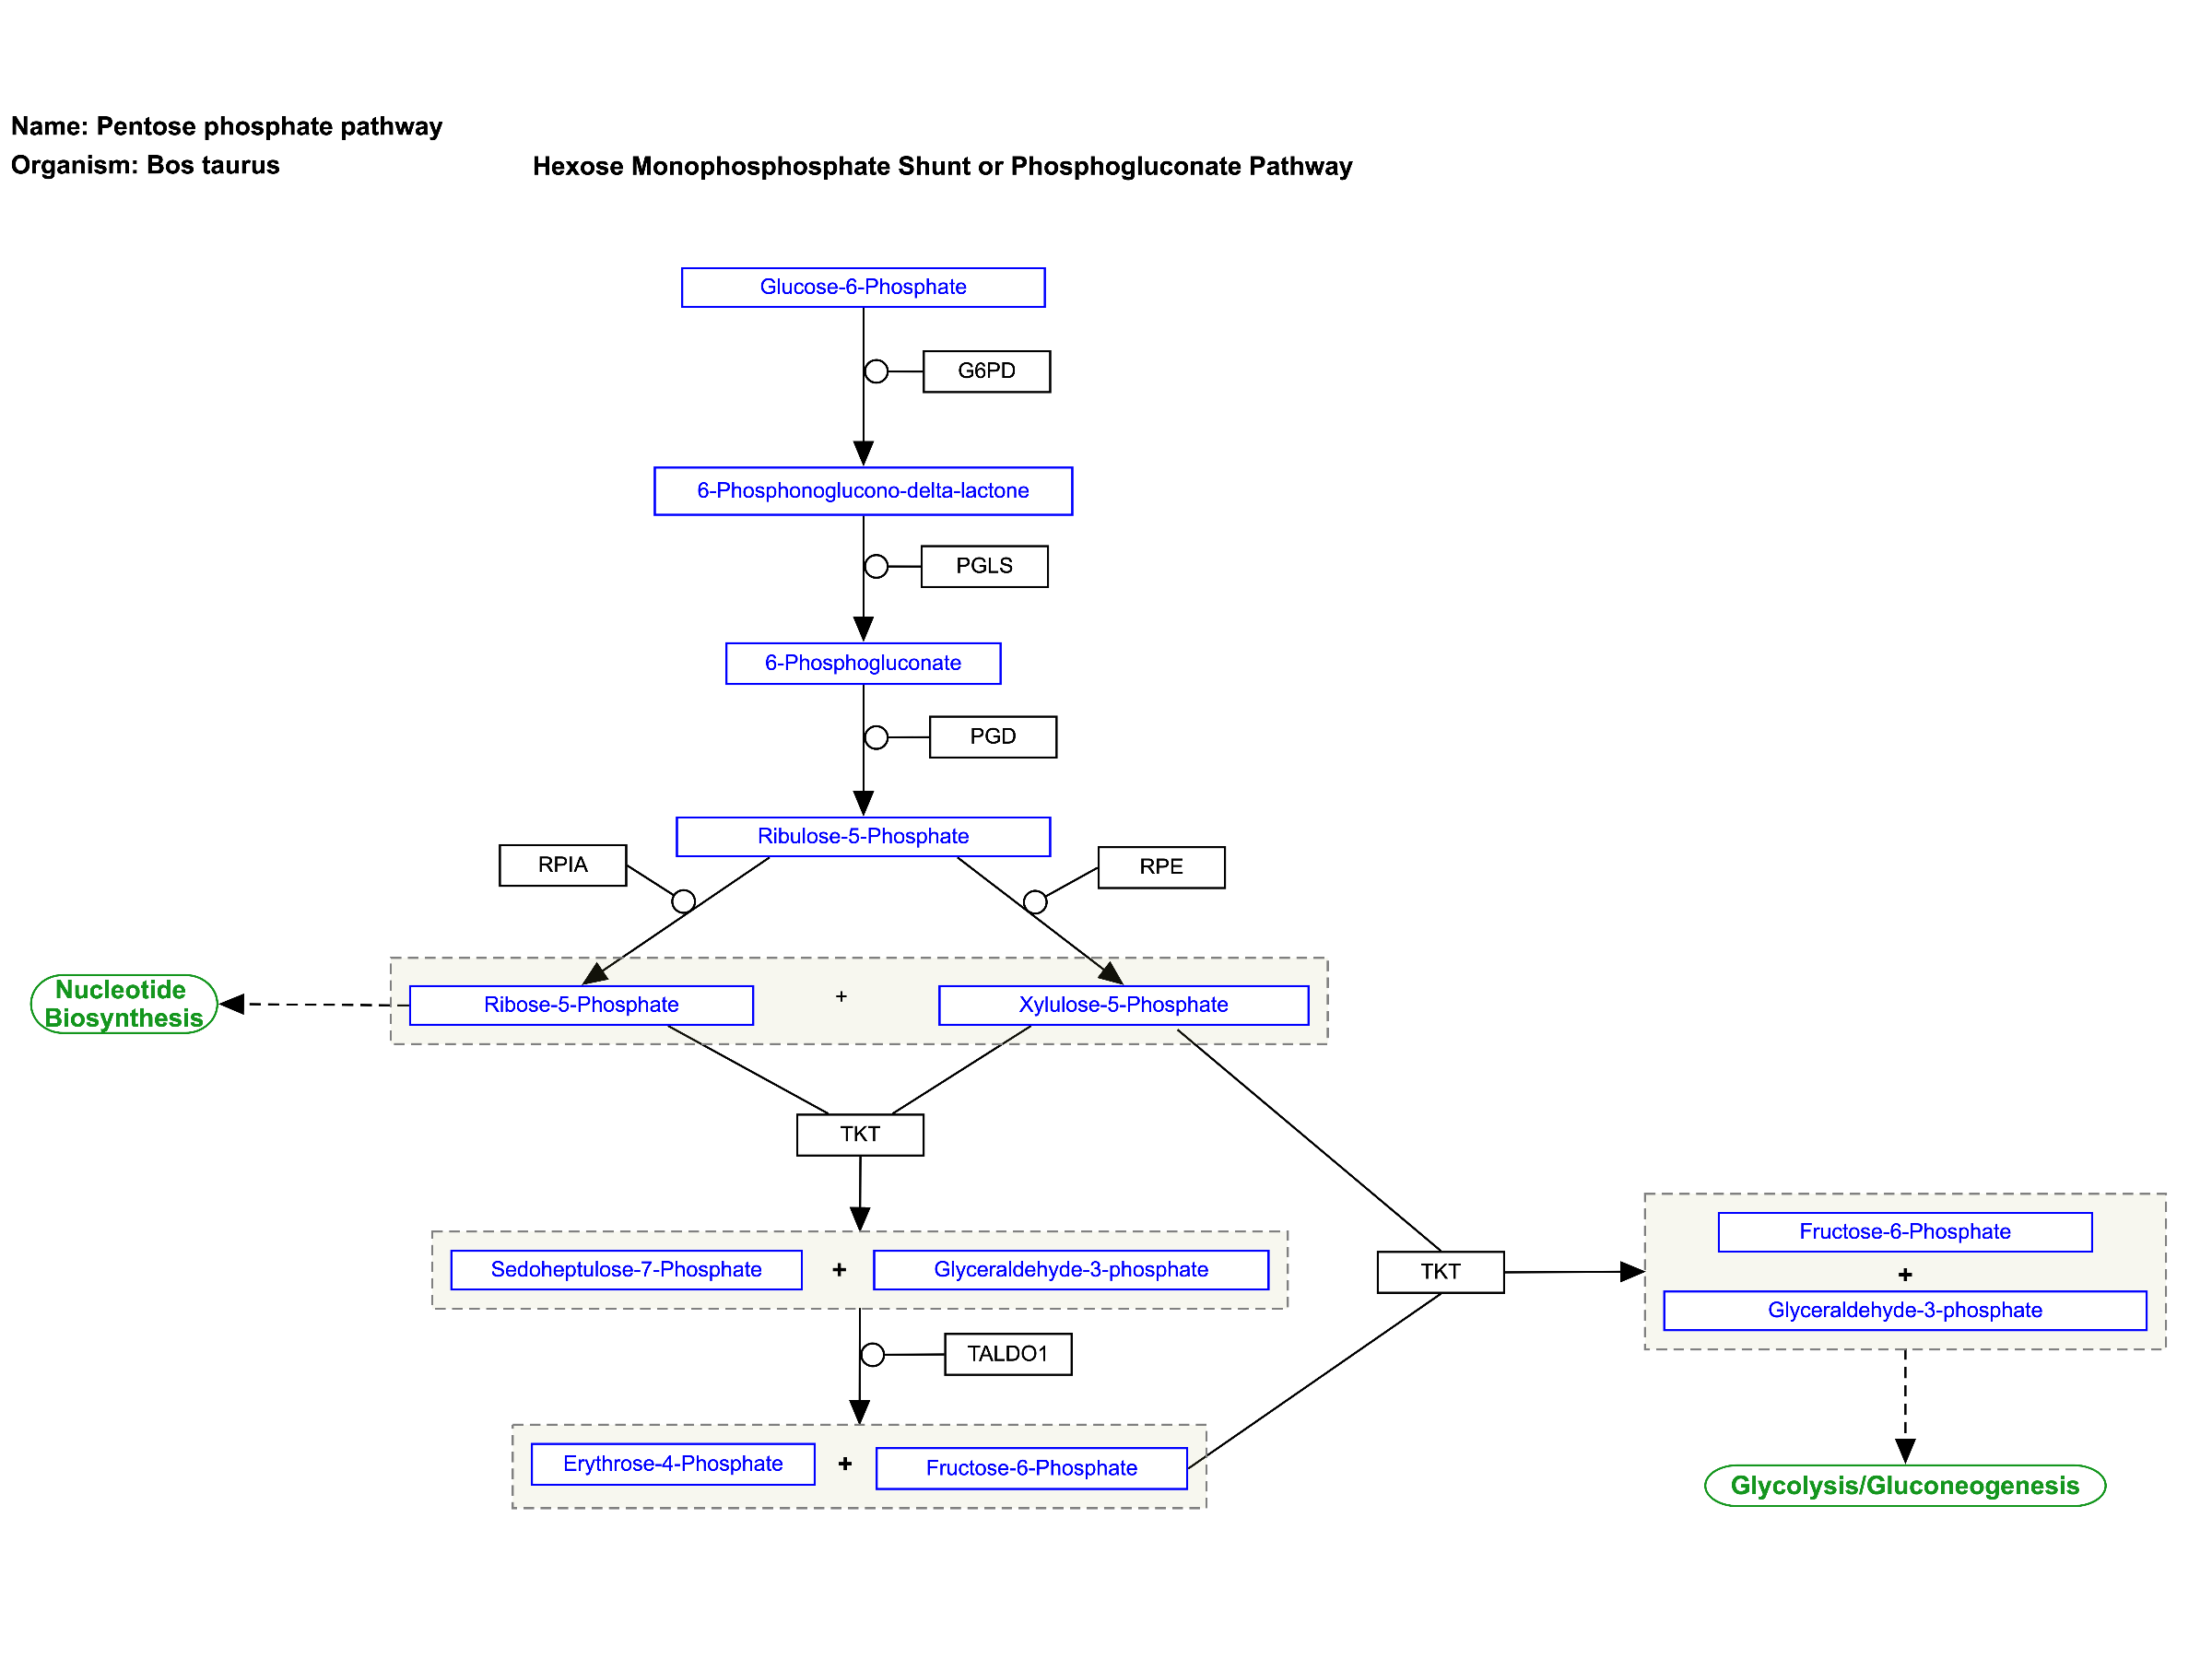 Name: Pentose phosphate pathway
Organism: Bos taurus
Hexose Monophosphosphate Shunt or Phosphogluconate Pathway
Glucose-6-Phosphate
G6PD
6-Phosphonoglucono-delta-lactone
PGLS
6-Phosphogluconate
PGD
Ribulose-5-Phosphate
RPIA
RPE
Nucleotide
Biosynthesis
Ribose-5-Phosphate
+
Xylulose-5-Phosphate
TKT
Sedoheptulose-7-Phosphate
+
Glyceraldehyde-3-phosphate
TKT
Fructose-6-Phosphate
+
Glyceraldehyde-3-phosphate
TALDO1
Erythrose-4-Phosphate
+
Fructose-6-Phosphate
Glycolysis/Gluconeogenesis